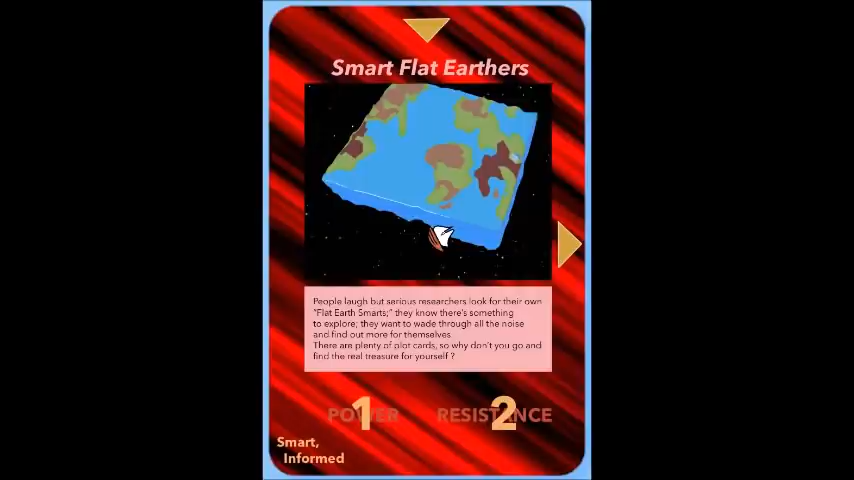 Smart Flat Earthers
People laugh but serious researchers look for their own
"Flat Earth Smarts;" they know there's something
to explore; they want to wade through all the noise
and find out more for themselves
There are plenty of plot cards, so why don't you go and
find the real treasure for yourself ?
POWER 1 RESISTANCE 2
Smart,
Informed